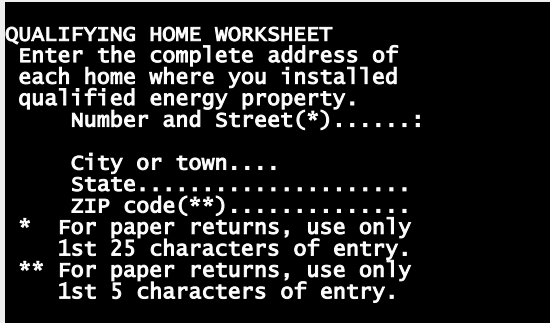 QUALIFYING HOME WORKSHEET
Enter the complete address of
each home where you installed
qualified energy property.
Number and Street(*)......:
City or town....
State.....................
ZIP code(**)..............
* For paper returns, use only
1st 25 characters of entry.
** For paper returns, use only
1st 5 characters of entry.